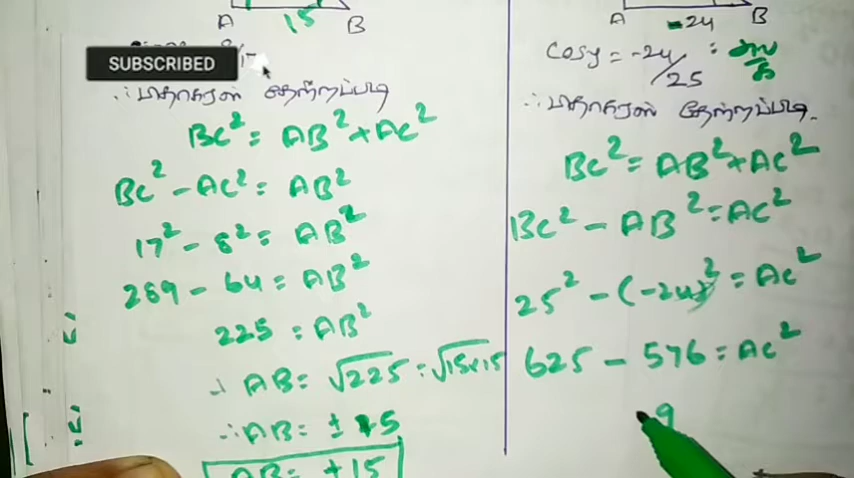 A 15 B
SUBSCRIBED
∴ பிதாகரஸ் தேற்றப்படி
BC² = AB² + AC²
BC² - AC² = AB²
17² - 8² = AB²
289 - 64 = AB²
225 = AB²
∴ AB = √225 = √15×15
∴ AB = ± 15
AB = +15
A -24 B
Cosy = -24/25 :
∴ பிதாகரஸ் தேற்றப்படி.
BC² = AB² + AC²
BC² - AB² = AC²
25² - (-24)² = AC²
625 - 576 = AC²
9